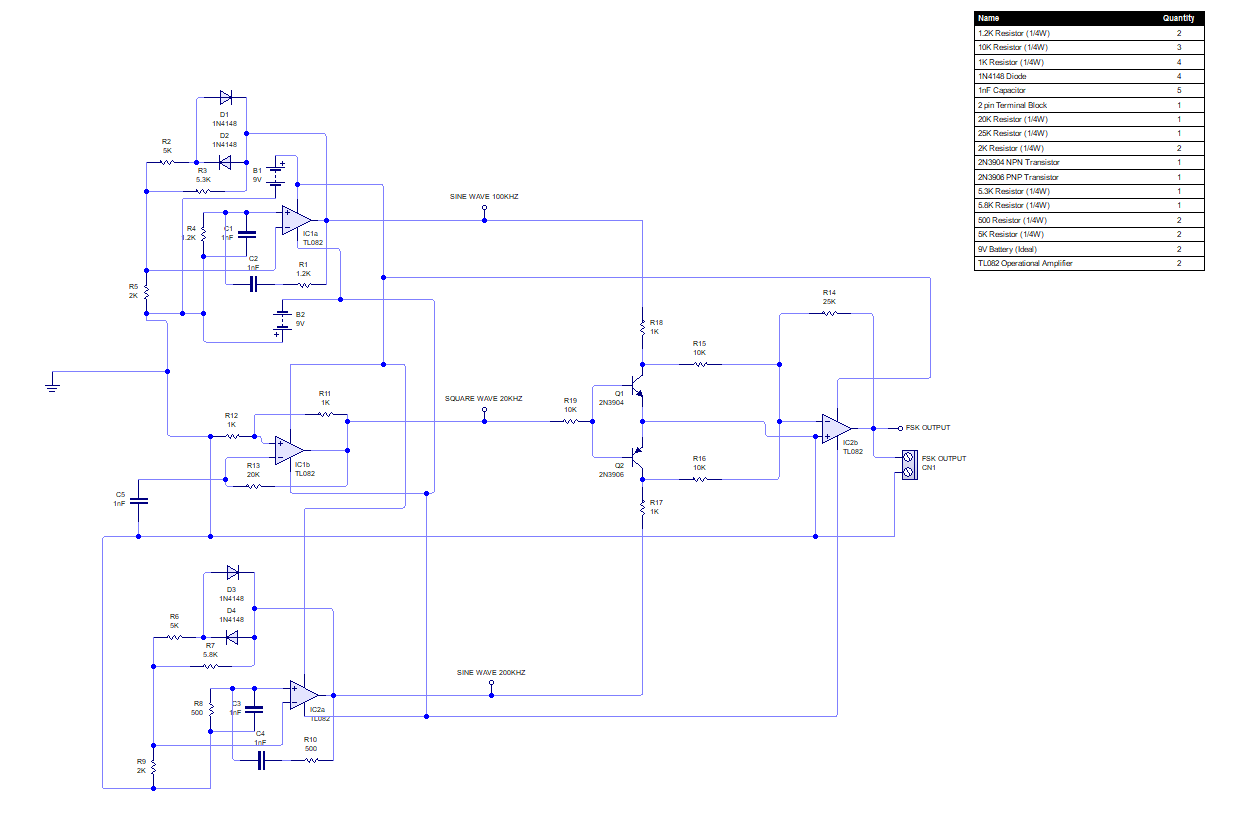 Name Quantity
1.2K Resistor (1/4W) 2
10K Resistor (1/4W) 3
1K Resistor (1/4W) 4
1N4148 Diode 4
1nF Capacitor 5
2 pin Terminal Block 1
20K Resistor (1/4W) 1
25K Resistor (1/4W) 1
2K Resistor (1/4W) 2
2N3904 NPN Transistor 1
2N3906 PNP Transistor 1
5.3K Resistor (1/4W) 1
5.8K Resistor (1/4W) 1
500 Resistor (1/4W) 2
5K Resistor (1/4W) 2
9V Battery (Ideal) 2
TL082 Operational Amplifier 2
D1
1N4148
D2
1N4148
R2
5K
R3
5.3K
B1
9V
R4
1.2K
C1
1nF
IC1a
TL082
C2
1nF
R1
1.2K
R5
2K
B2
9V
SINE WAVE 100KHZ
R18
1K
R14
25K
R15
10K
R11
1K
R12
1K
SQUARE WAVE 20KHZ
R19
10K
Q1
2N3904
IC1b
TL082
R13
20K
C5
1nF
Q2
2N3906
R16
10K
R17
1K
IC2b
TL082
FSK OUTPUT
FSK OUTPUT
CN1
D3
1N4148
D4
1N4148
R6
5K
R7
5.8K
R8
500
C3
1nF
IC2a
TL082
C4
1nF
R10
500
R9
2K
SINE WAVE 200KHZ